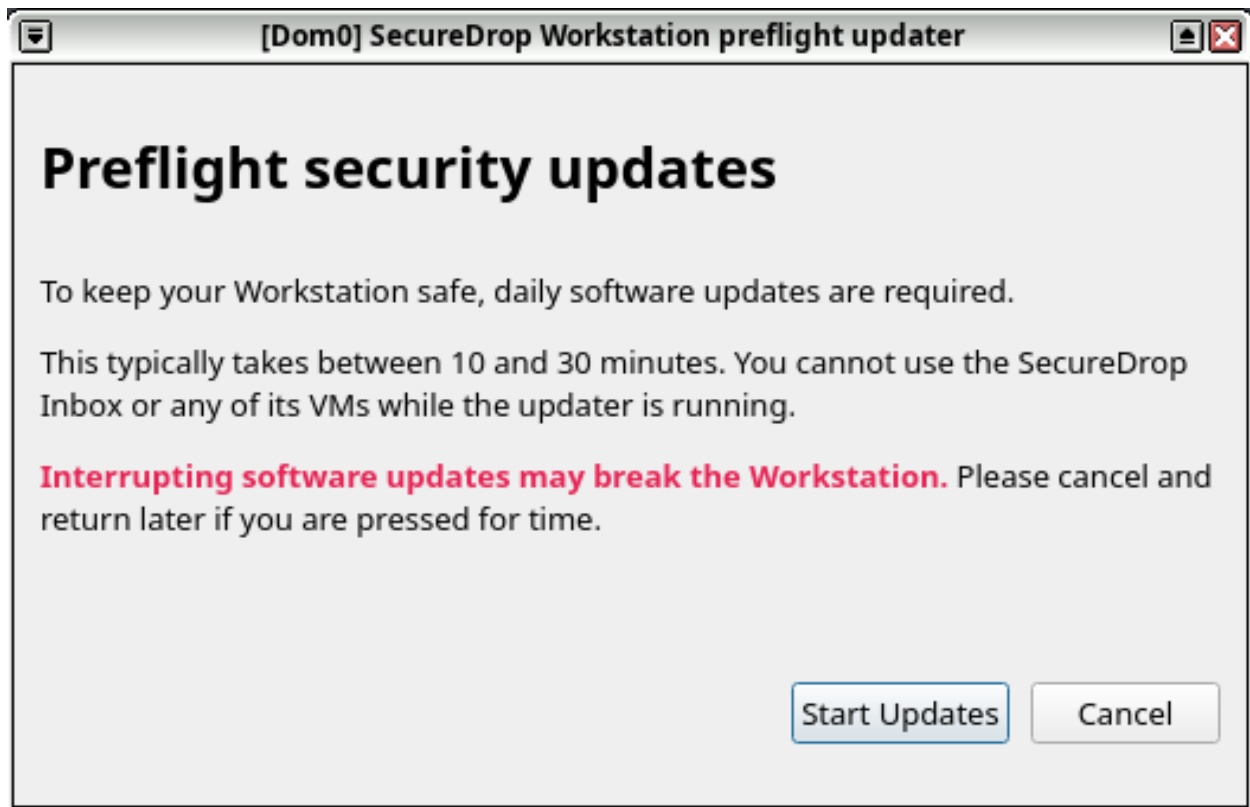 [Dom0] SecureDrop Workstation preflight updater
Preflight security updates
To keep your Workstation safe, daily software updates are required.
This typically takes between 10 and 30 minutes. You cannot use the SecureDrop
Inbox or any of its VMs while the updater is running.
Interrupting software updates may break the Workstation. Please cancel and
return later if you are pressed for time.
Start Updates
Cancel